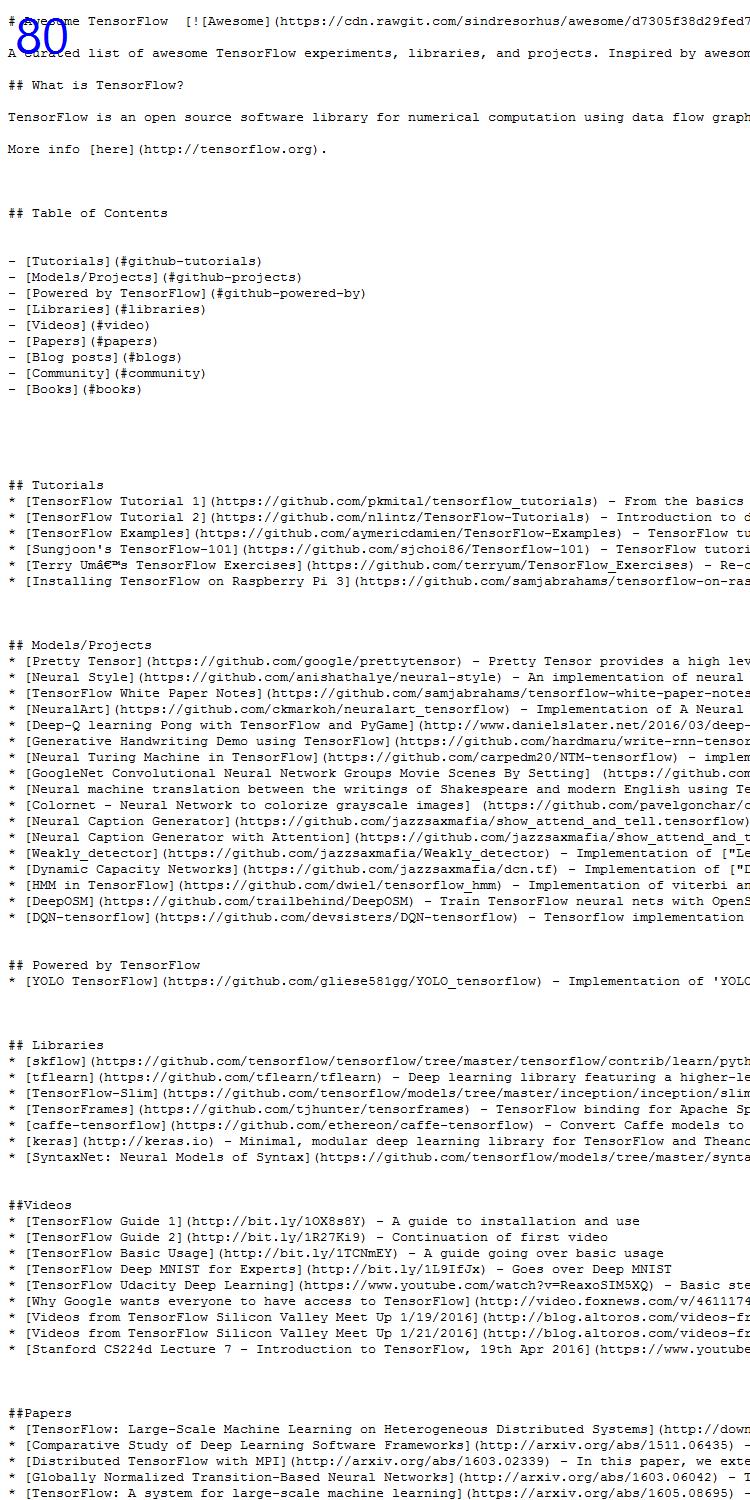 80
# Awesome TensorFlow  [![Awesome](https://cdn.rawgit.com/sindresorhus/awesome/d7305f38d29fed7
A curated list of awesome TensorFlow experiments, libraries, and projects. Inspired by awesom
## What is TensorFlow?
TensorFlow is an open source software library for numerical computation using data flow graph
More info [here](http://tensorflow.org).
## Table of Contents
- [Tutorials](#github-tutorials)
- [Models/Projects](#github-projects)
- [Powered by TensorFlow](#github-powered-by)
- [Libraries](#libraries)
- [Videos](#video)
- [Papers](#papers)
- [Blog posts](#blogs)
- [Community](#community)
- [Books](#books)
## Tutorials
* [TensorFlow Tutorial 1](https://github.com/pkmital/tensorflow_tutorials) - From the basics
* [TensorFlow Tutorial 2](https://github.com/nlintz/TensorFlow-Tutorials) - Introduction to d
* [TensorFlow Examples](https://github.com/aymericdamien/TensorFlow-Examples) - TensorFlow tu
* [Sungjoon's TensorFlow-101](https://github.com/sjchoi86/Tensorflow-101) - TensorFlow tutori
* [Terry Umâ€™s TensorFlow Exercises](https://github.com/terryum/TensorFlow_Exercises) - Re-c
* [Installing TensorFlow on Raspberry Pi 3](https://github.com/samjabrahams/tensorflow-on-ras
## Models/Projects
* [Pretty Tensor](https://github.com/google/prettytensor) - Pretty Tensor provides a high lev
* [Neural Style](https://github.com/anishathalye/neural-style) - An implementation of neural
* [TensorFlow White Paper Notes](https://github.com/samjabrahams/tensorflow-white-paper-notes
* [NeuralArt](https://github.com/ckmarkoh/neuralart_tensorflow) - Implementation of A Neural
* [Deep-Q learning Pong with TensorFlow and PyGame](http://www.danielslater.net/2016/03/deep-
* [Generative Handwriting Demo using TensorFlow](https://github.com/hardmaru/write-rnn-tensor
* [Neural Turing Machine in TensorFlow](https://github.com/carpedm20/NTM-tensorflow) - implem
* [GoogleNet Convolutional Neural Network Groups Movie Scenes By Setting] (https://github.com
* [Neural machine translation between the writings of Shakespeare and modern English using Te
* [Colornet - Neural Network to colorize grayscale images] (https://github.com/pavelgonchar/c
* [Neural Caption Generator](https://github.com/jazzsaxmafia/show_attend_and_tell.tensorflow)
* [Neural Caption Generator with Attention](https://github.com/jazzsaxmafia/show_attend_and_t
* [Weakly_detector](https://github.com/jazzsaxmafia/Weakly_detector) - Implementation of ["Le
* [Dynamic Capacity Networks](https://github.com/jazzsaxmafia/dcn.tf) - Implementation of ["D
* [HMM in TensorFlow](https://github.com/dwiel/tensorflow_hmm) - Implementation of viterbi an
* [DeepOSM](https://github.com/trailbehind/DeepOSM) - Train TensorFlow neural nets with OpenS
* [DQN-tensorflow](https://github.com/devsisters/DQN-tensorflow) - Tensorflow implementation
## Powered by TensorFlow
* [YOLO TensorFlow](https://github.com/gliese581gg/YOLO_tensorflow) - Implementation of 'YOLO
## Libraries
* [skflow](https://github.com/tensorflow/tensorflow/tree/master/tensorflow/contrib/learn/pyth
* [tflearn](https://github.com/tflearn/tflearn) - Deep learning library featuring a higher-le
* [TensorFlow-Slim](https://github.com/tensorflow/models/tree/master/inception/inception/slim
* [TensorFrames](https://github.com/tjhunter/tensorframes) - TensorFlow binding for Apache Sp
* [caffe-tensorflow](https://github.com/ethereon/caffe-tensorflow) - Convert Caffe models to
* [keras](http://keras.io) - Minimal, modular deep learning library for TensorFlow and Theano
* [SyntaxNet: Neural Models of Syntax](https://github.com/tensorflow/models/tree/master/synta
##Videos
* [TensorFlow Guide 1](http://bit.ly/1OX8s8Y) - A guide to installation and use
* [TensorFlow Guide 2](http://bit.ly/1R27Ki9) - Continuation of first video
* [TensorFlow Basic Usage](http://bit.ly/1TCNmEY) - A guide going over basic usage
* [TensorFlow Deep MNIST for Experts](http://bit.ly/1L9IfJx) - Goes over Deep MNIST
* [TensorFlow Udacity Deep Learning](https://www.youtube.com/watch?v=ReaxoSIM5XQ) - Basic ste
* [Why Google wants everyone to have access to TensorFlow](http://video.foxnews.com/v/4611174
* [Videos from TensorFlow Silicon Valley Meet Up 1/19/2016](http://blog.altoros.com/videos-fr
* [Videos from TensorFlow Silicon Valley Meet Up 1/21/2016](http://blog.altoros.com/videos-fr
* [Stanford CS224d Lecture 7 - Introduction to TensorFlow, 19th Apr 2016](https://www.youtube
##Papers
* [TensorFlow: Large-Scale Machine Learning on Heterogeneous Distributed Systems](http://down
* [Comparative Study of Deep Learning Software Frameworks](http://arxiv.org/abs/1511.06435) -
* [Distributed TensorFlow with MPI](http://arxiv.org/abs/1603.02339) - In this paper, we exte
* [Globally Normalized Transition-Based Neural Networks](http://arxiv.org/abs/1603.06042) - T
* [TensorFlow: A system for large-scale machine learning](https://arxiv.org/abs/1605.08695) -